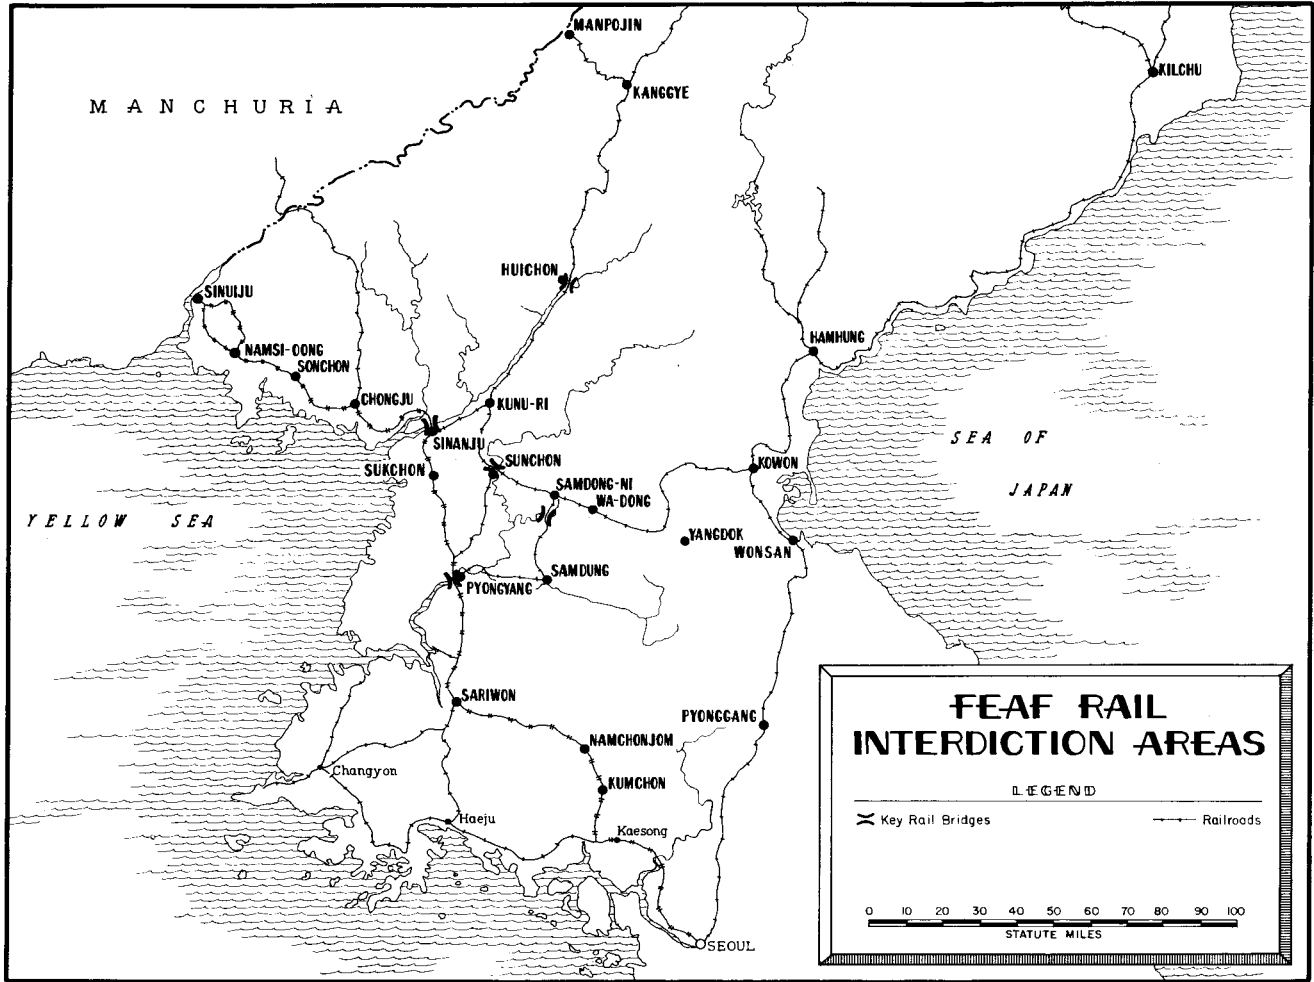 MANPOJIN
KILCHU
KANGGYE
MANCHURIA
HUICHON
SINUIJU
HAMHUNG
NAMSI-DONG
SONCHON
CHONGJU
KUNU-RI
SINANJU
SEA OF
JAPAN
SUKCHON
SUNCHON
KOWON
SAMDONG-NI
WA-DONG
YELLOW SEA
YANGDOK
WONSAN
SAMDUNG
PYONGYANG
SARIWON
PYONGGANG
NAMCHONJOM
Changyon
KUMCHON
Haeju
Kaesong
SEOUL
FEAF RAIL
INTERDICTION AREAS
LEGEND
Key Rail Bridges
Railroads
0 10 20 30 40 50 60 70 80 90 100
STATUTE MILES